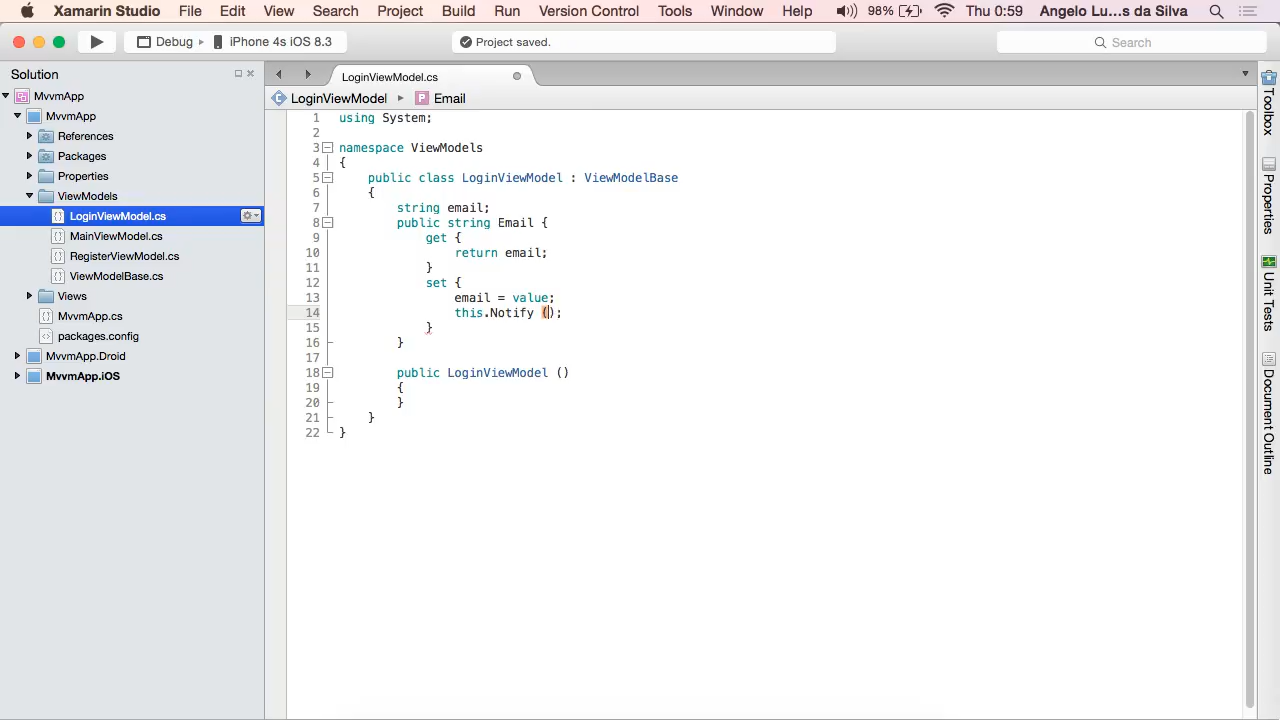 Xamarin Studio File Edit View Search Project Build Run Version Control Tools Window Help 98% Thu 0:59 Angelo Lu...s da Silva
Debug iPhone 4s iOS 8.3 Project saved. Search
Solution
MvvmApp
MvvmApp
References
Packages
Properties
ViewModels
LoginViewModel.cs
MainViewModel.cs
RegisterViewModel.cs
ViewModelBase.cs
Views
MvvmApp.cs
packages.config
MvvmApp.Droid
MvvmApp.iOS
LoginViewModel.cs
LoginViewModel Email
1 using System;
2
3 namespace ViewModels
4 {
5 public class LoginViewModel : ViewModelBase
6 {
7 string email;
8 public string Email {
9 get {
10 return email;
11 }
12 set {
13 email = value;
14 this.Notify ();
15 }
16 }
17
18 public LoginViewModel ()
19 {
20 }
21 }
22 }
Toolbox
Properties
Unit Tests
Document Outline